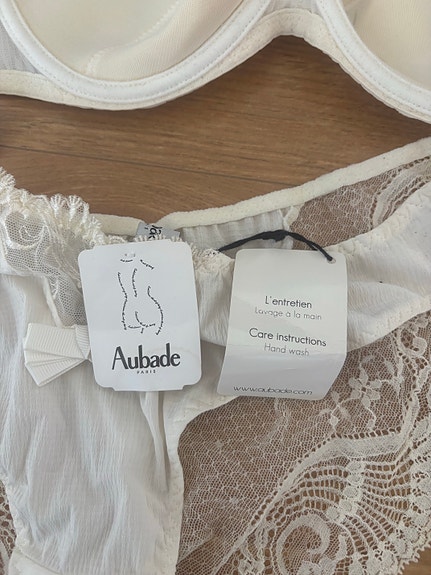 Aubade
PARIS
L'entretien
Lavage à la main
Care instructions
Hand wash
www.aubade.com